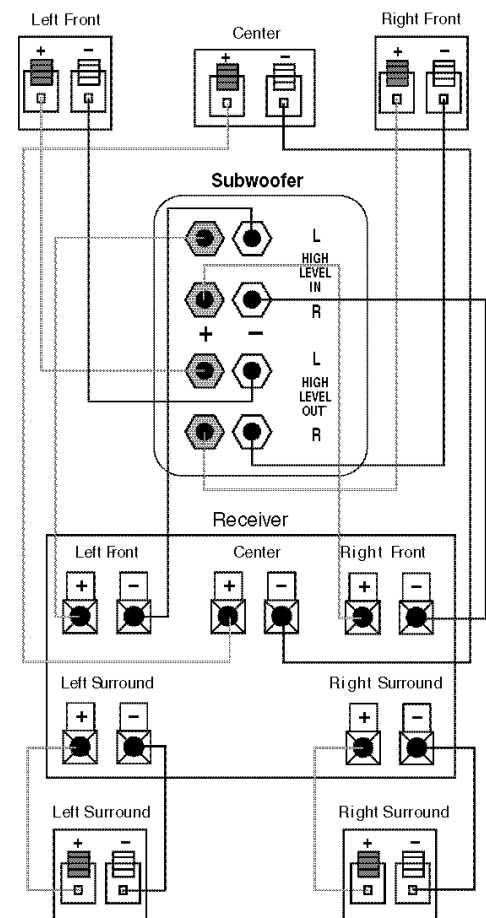 Left Front
Center
Right Front
+ −
+ −
+ −
Subwoofer
L
HIGH
LEVEL
IN
R
+ −
L
HIGH
LEVEL
OUT
R
Receiver
Left Front
Center
Right Front
+ −
+ −
+ −
Left Surround
Right Surround
+ −
+ −
Left Surround
Right Surround
+ −
+ −